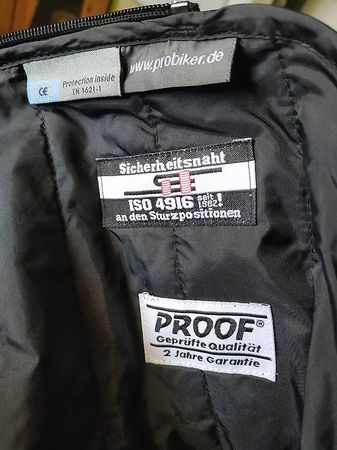 CE
Protection inside
EN 1621-1
www.probiker.de
Sicherheitsnaht
ISO 4916 seit 1982!
an den Sturzpositionen
PROOF®
Geprüfte Qualität
2 Jahre Garantie